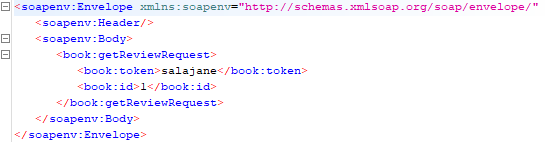 <soapenv:Envelope xmlns:soapenv="http://schemas.xmlsoap.org/soap/envelope/"
<soapenv:Header/>
<soapenv:Body>
<book:getReviewRequest>
<book:token>salajane</book:token>
<book:id>1</book:id>
</book:getReviewRequest>
</soapenv:Body>
</soapenv:Envelope>